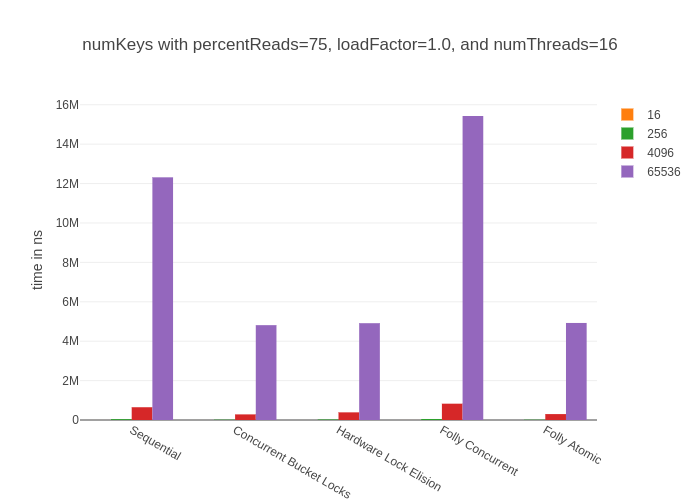 numKeys with percentReads=75, loadFactor=1.0, and numThreads=16
16M
14M
12M
10M
8M
6M
4M
2M
0
time in ns
Sequential
Concurrent Bucket Locks
Hardware Lock Elision
Folly Concurrent
Folly Atomic
16
256
4096
65536